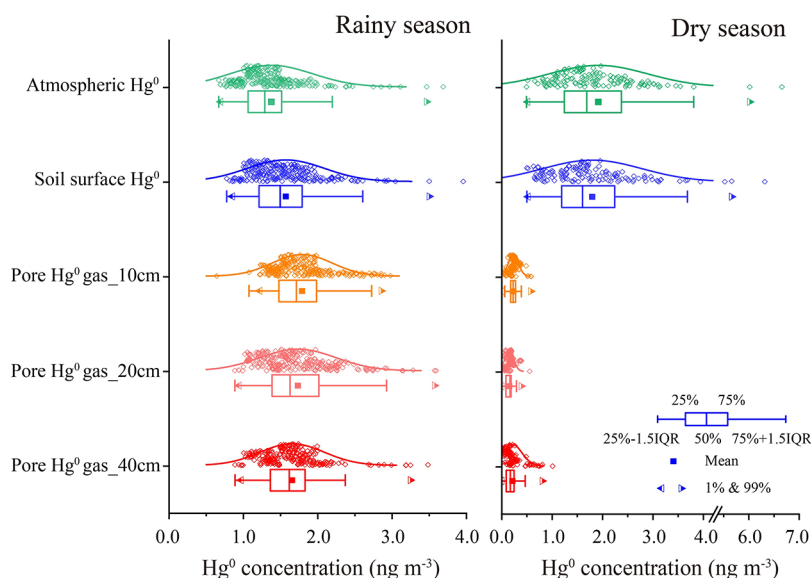 Rainy season
Dry season
Atmospheric Hg⁰
Soil surface Hg⁰
Pore Hg⁰ gas_10cm
Pore Hg⁰ gas_20cm
Pore Hg⁰ gas_40cm
25% 75%
25%-1.5IQR 50% 75%+1.5IQR
Mean
1% & 99%
0.0 1.0 2.0 3.0 4.0
0.0 1.0 2.0 3.0 4.0 6.0 7.0
Hg⁰ concentration (ng m⁻³)
Hg⁰ concentration (ng m⁻³)